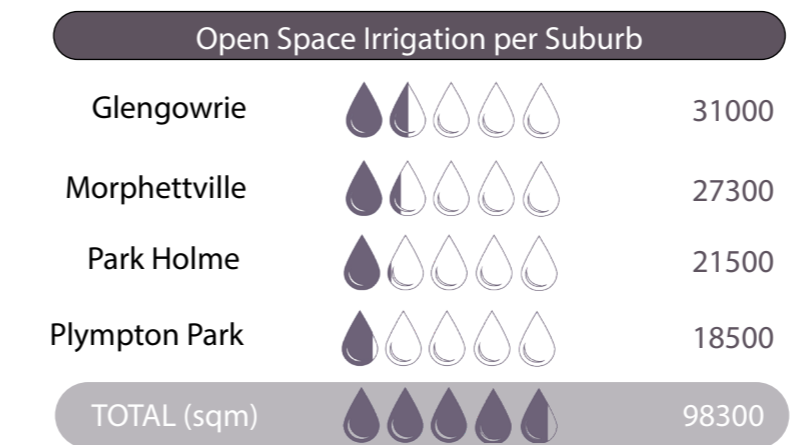 Open Space Irrigation per Suburb
Glengowrie 31000
Morphettville 27300
Park Holme 21500
Plympton Park 18500
TOTAL (sqm) 98300